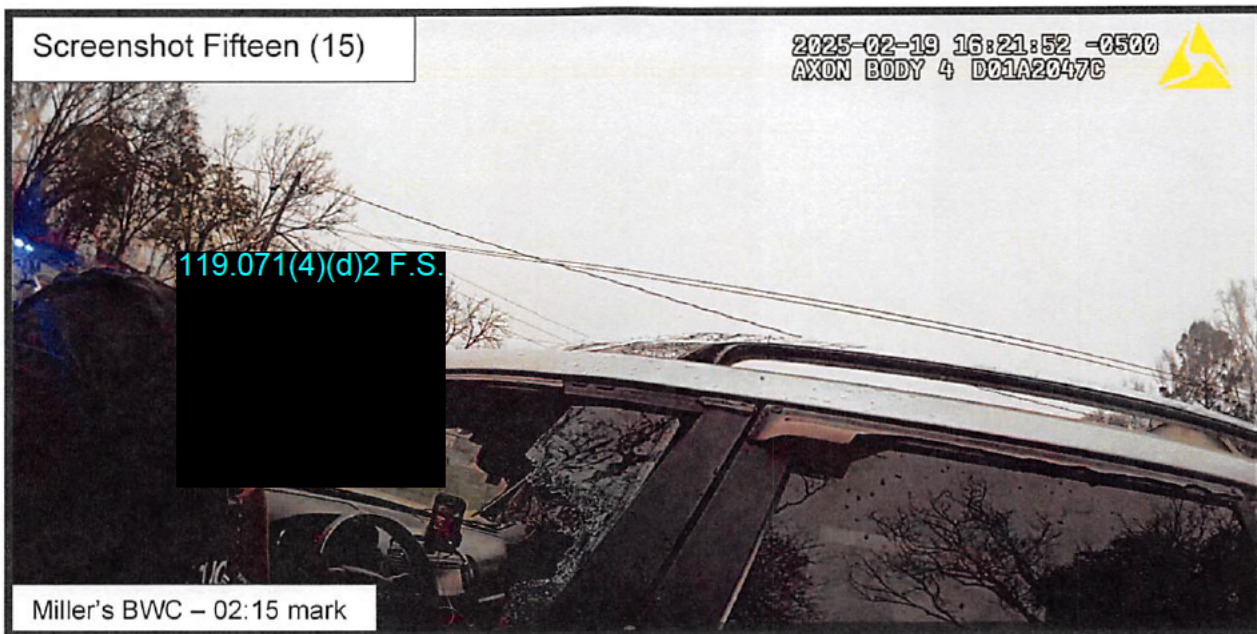 Screenshot Fifteen (15)
2025-02-19 16:21:52 -0500
AXON BODY 4 D01A2047C
119.071(4)(d)2 F.S.
Miller's BWC – 02:15 mark